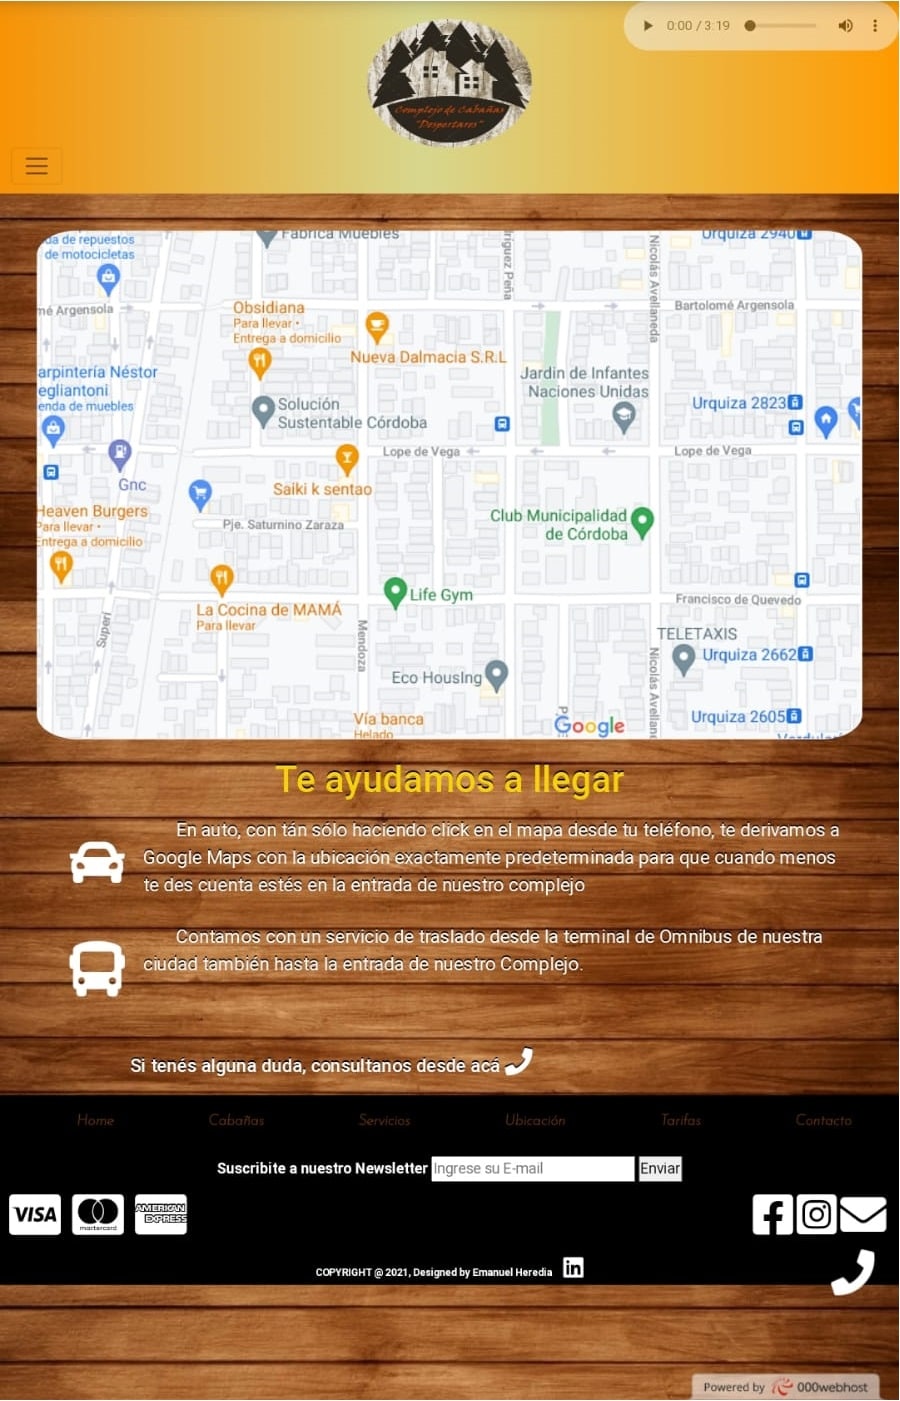 0:00 / 3:19
Complejo de Cabañas
"Despertares"
da de repuestos
de motocicletas
Fabrica Muebles
riguez Peña
Nicolás Avellaneda
Urquiza 2940
mé Argensola
Obsidiana
Para llevar •
Entrega a domicilio
Bartolomé Argensola
Nueva Dalmacia S.R.L
arpintería Néstor
egliantoni
enda de muebles
Jardin de Infantes
Naciones Unidas
Solución
Sustentable Córdoba
Urquiza 2823
Lope de Vega
Lope de Vega
Gnc
Saiki k sentao
Heaven Burgers
Para llevar •
Entrega a domicilio
Pje. Saturnino Zaraza
Club Municipalidad
de Córdoba
Life Gym
La Cocina de MAMÁ
Para llevar
Francisco de Quevedo
Superí
Mendoza
TELETAXIS
Urquiza 2662
Eco Housing
Nicolás Avellane
Vía banca
Helado
P
Google
Urquiza 2605
Te ayudamos a llegar
En auto, con tán sólo haciendo click en el mapa desde tu teléfono, te derivamos a
Google Maps con la ubicación exactamente predeterminada para que cuando menos
te des cuenta estés en la entrada de nuestro complejo
Contamos con un servicio de traslado desde la terminal de Omnibus de nuestra
ciudad también hasta la entrada de nuestro Complejo.
Si tenés alguna duda, consultanos desde acá
Home Cabañas Servicios Ubicación Tarifas Contacto
Suscribite a nuestro Newsletter Ingrese su E-mail Enviar
VISA mastercard AMERICAN EXPRESS
COPYRIGHT @ 2021, Designed by Emanuel Heredia in
Powered by 000webhost